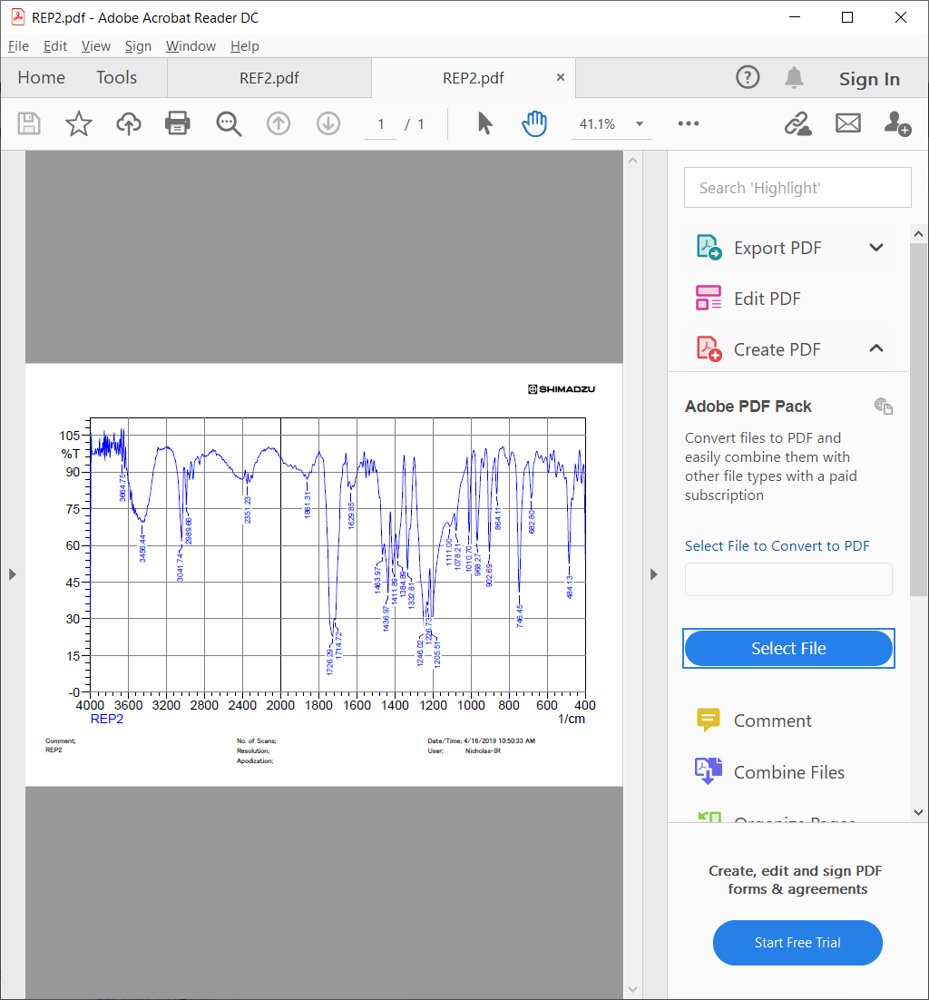 REP2.pdf - Adobe Acrobat Reader DC
File Edit View Sign Window Help
Home Tools REF2.pdf REP2.pdf × ? Sign In
1 / 1 41.1%
Search 'Highlight'
Export PDF
Edit PDF
Create PDF
Adobe PDF Pack
Convert files to PDF and
easily combine them with
other file types with a paid
subscription
Select File to Convert to PDF
Select File
Comment
Combine Files
Organize Pages
Create, edit and sign PDF
forms & agreements
Start Free Trial
SHIMADZU
105
%T
90
75
60
45
30
15
-0
3664.75
3456.44
3041.74
2989.66
2351.23
1861.31
1726.29
1714.72
1629.85
1463.97
1436.97
1411.89
1384.89
1332.81
1246.02
1226.73
1205.51
1111.00
1078.21
1010.70
968.27
902.69
864.11
746.45
682.80
484.13
4000 3600 3200 2800 2400 2000 1800 1600 1400 1200 1000 800 600 400
REP2 1/cm
Comment; No. of Scans; Date/Time; 4/16/2019 10:50:33 AM
REP2 Resolution; User; Nicholas-IR
Apodization;